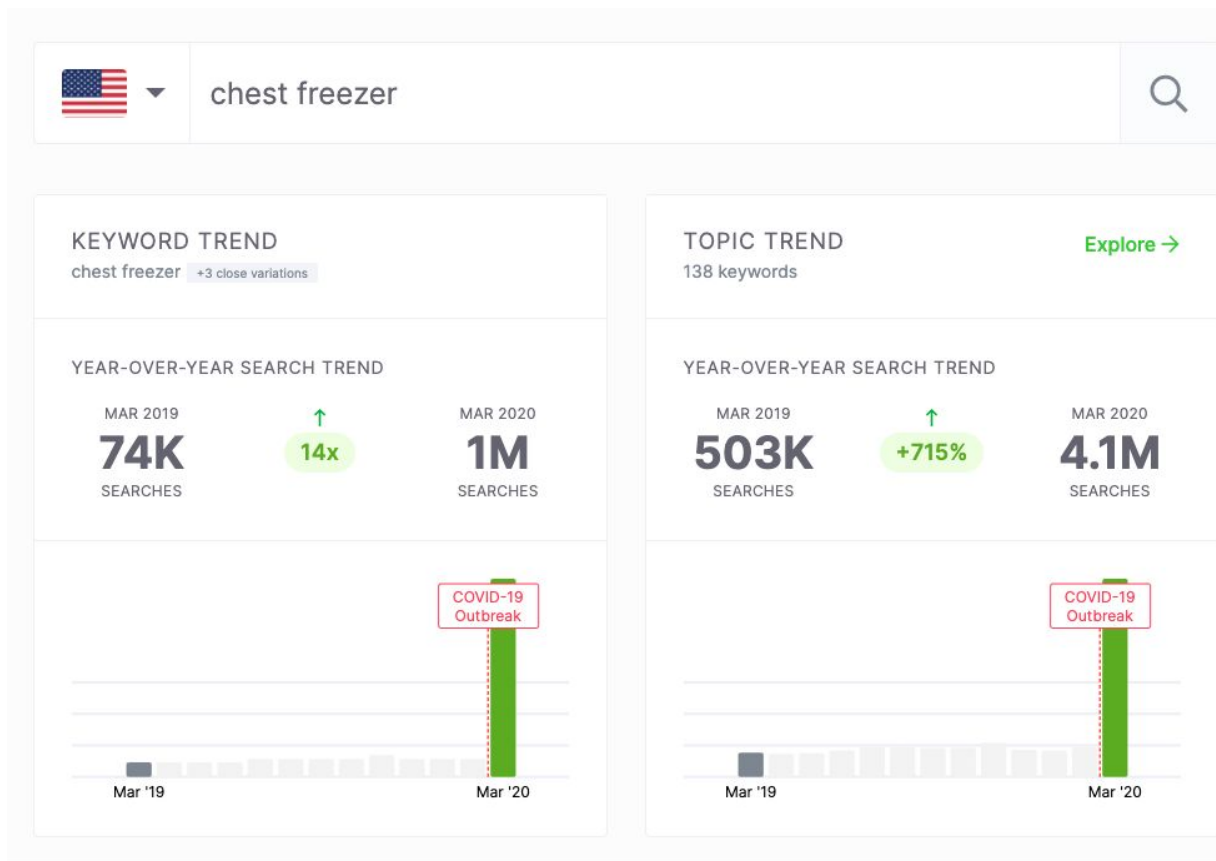 chest freezer
KEYWORD TREND
chest freezer +3 close variations
YEAR-OVER-YEAR SEARCH TREND
MAR 2019
74K
SEARCHES
↑
14x
MAR 2020
1M
SEARCHES
COVID-19
Outbreak
Mar '19
Mar '20
TOPIC TREND
Explore →
138 keywords
YEAR-OVER-YEAR SEARCH TREND
MAR 2019
503K
SEARCHES
↑
+715%
MAR 2020
4.1M
SEARCHES
COVID-19
Outbreak
Mar '19
Mar '20